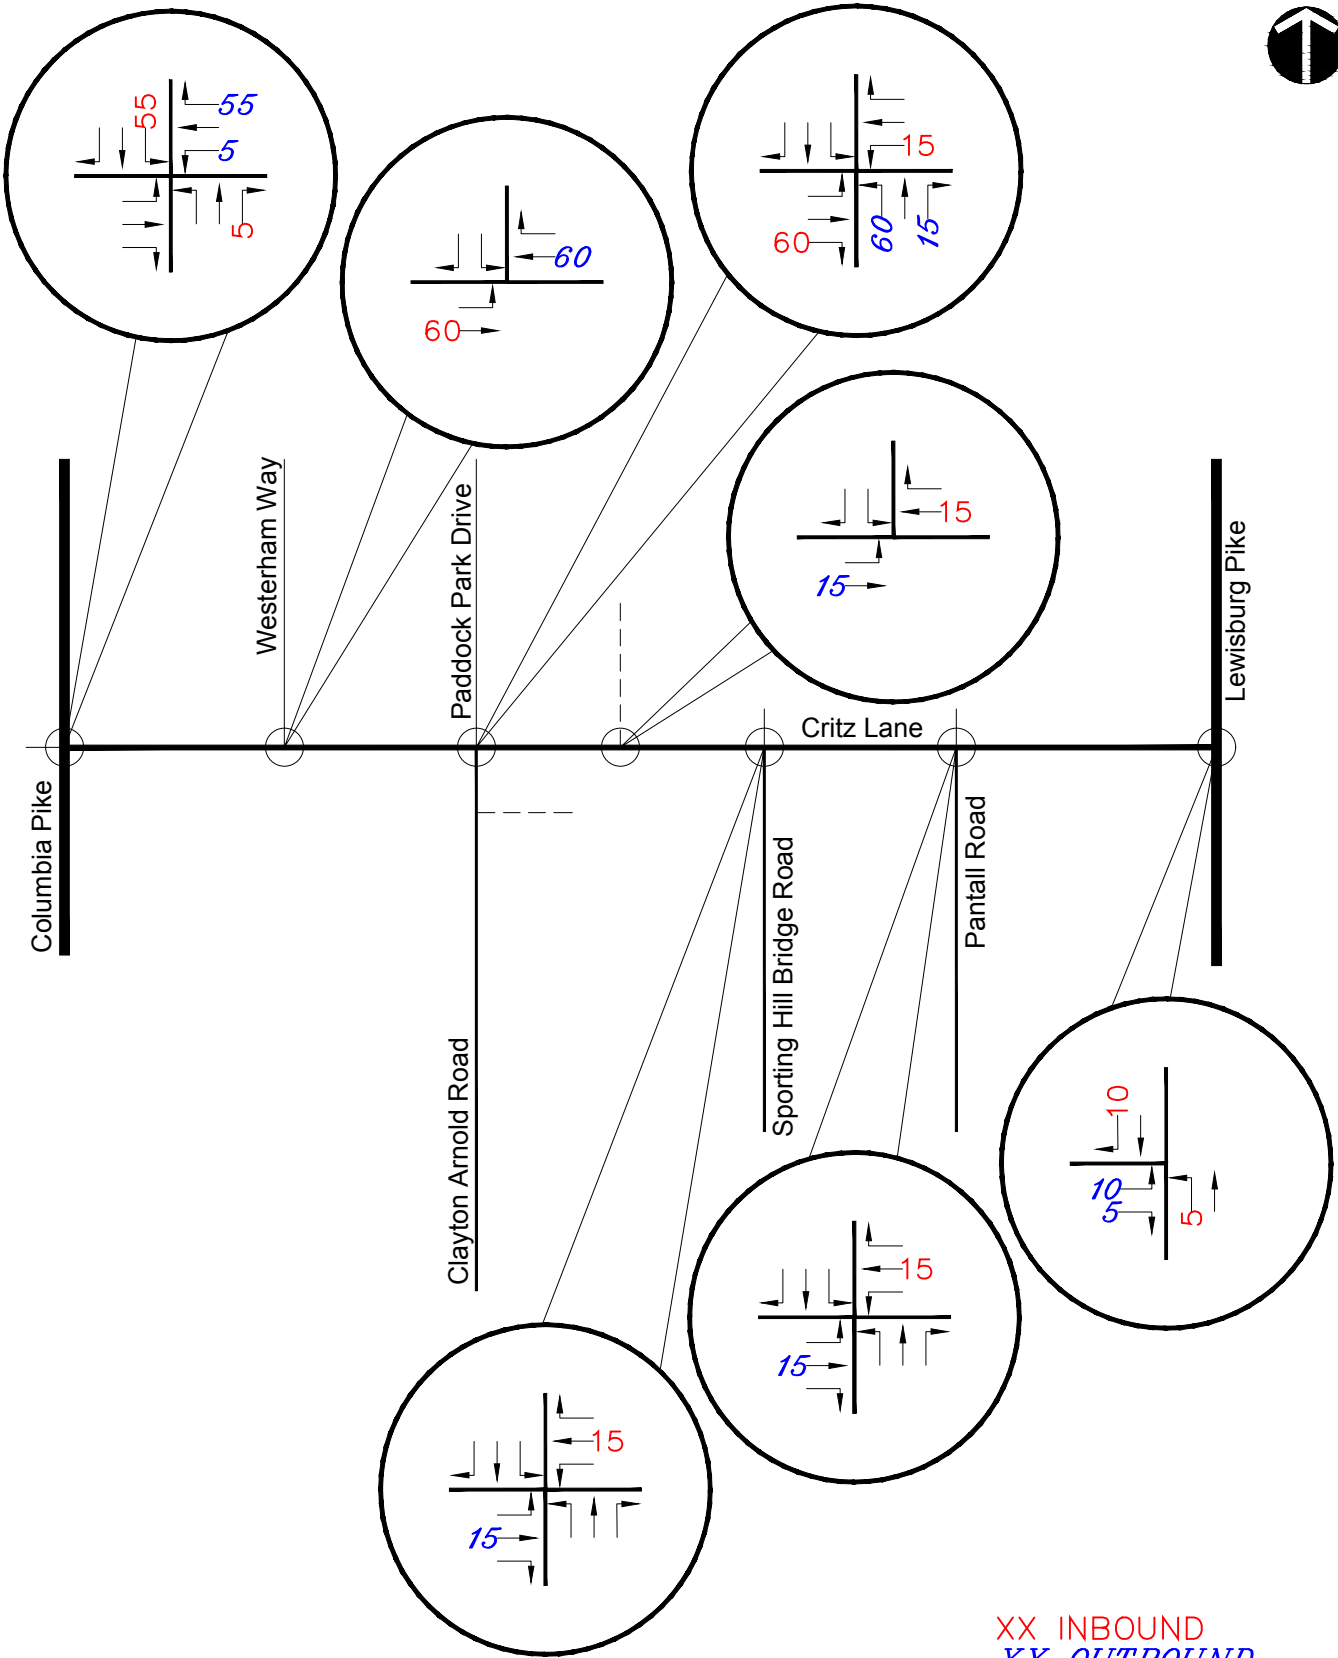 55
55
5
5
60
60
15
60
60
15
15
15
Westerham Way
Paddock Park Drive
Lewisburg Pike
Critz Lane
Columbia Pike
Clayton Arnold Road
Sporting Hill Bridge Road
Pantall Road
10
10
5
5
15
15
15
15
XX INBOUND
XX OUTBOUND